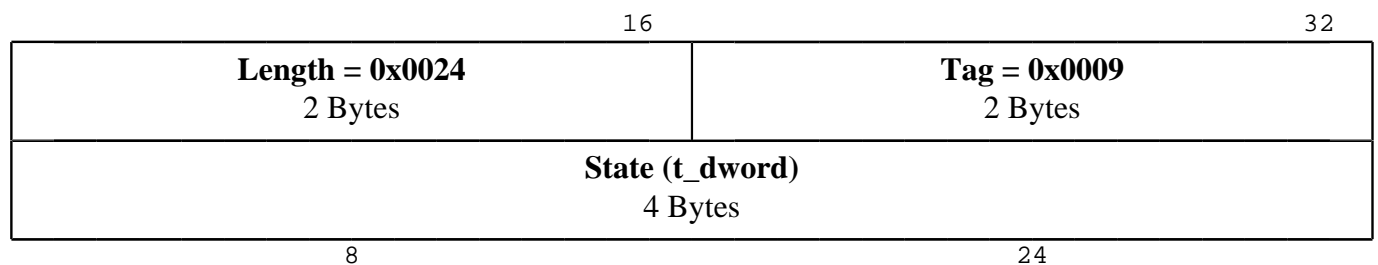 16 32
Length = 0x0024 Tag = 0x0009
2 Bytes 2 Bytes
State (t_dword)
4 Bytes
8 24